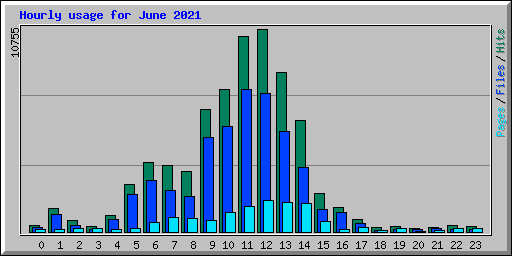 Hourly usage for June 2021
10755
Pages/Files/Hits
0 1 2 3 4 5 6 7 8 9 10 11 12 13 14 15 16 17 18 19 20 21 22 23